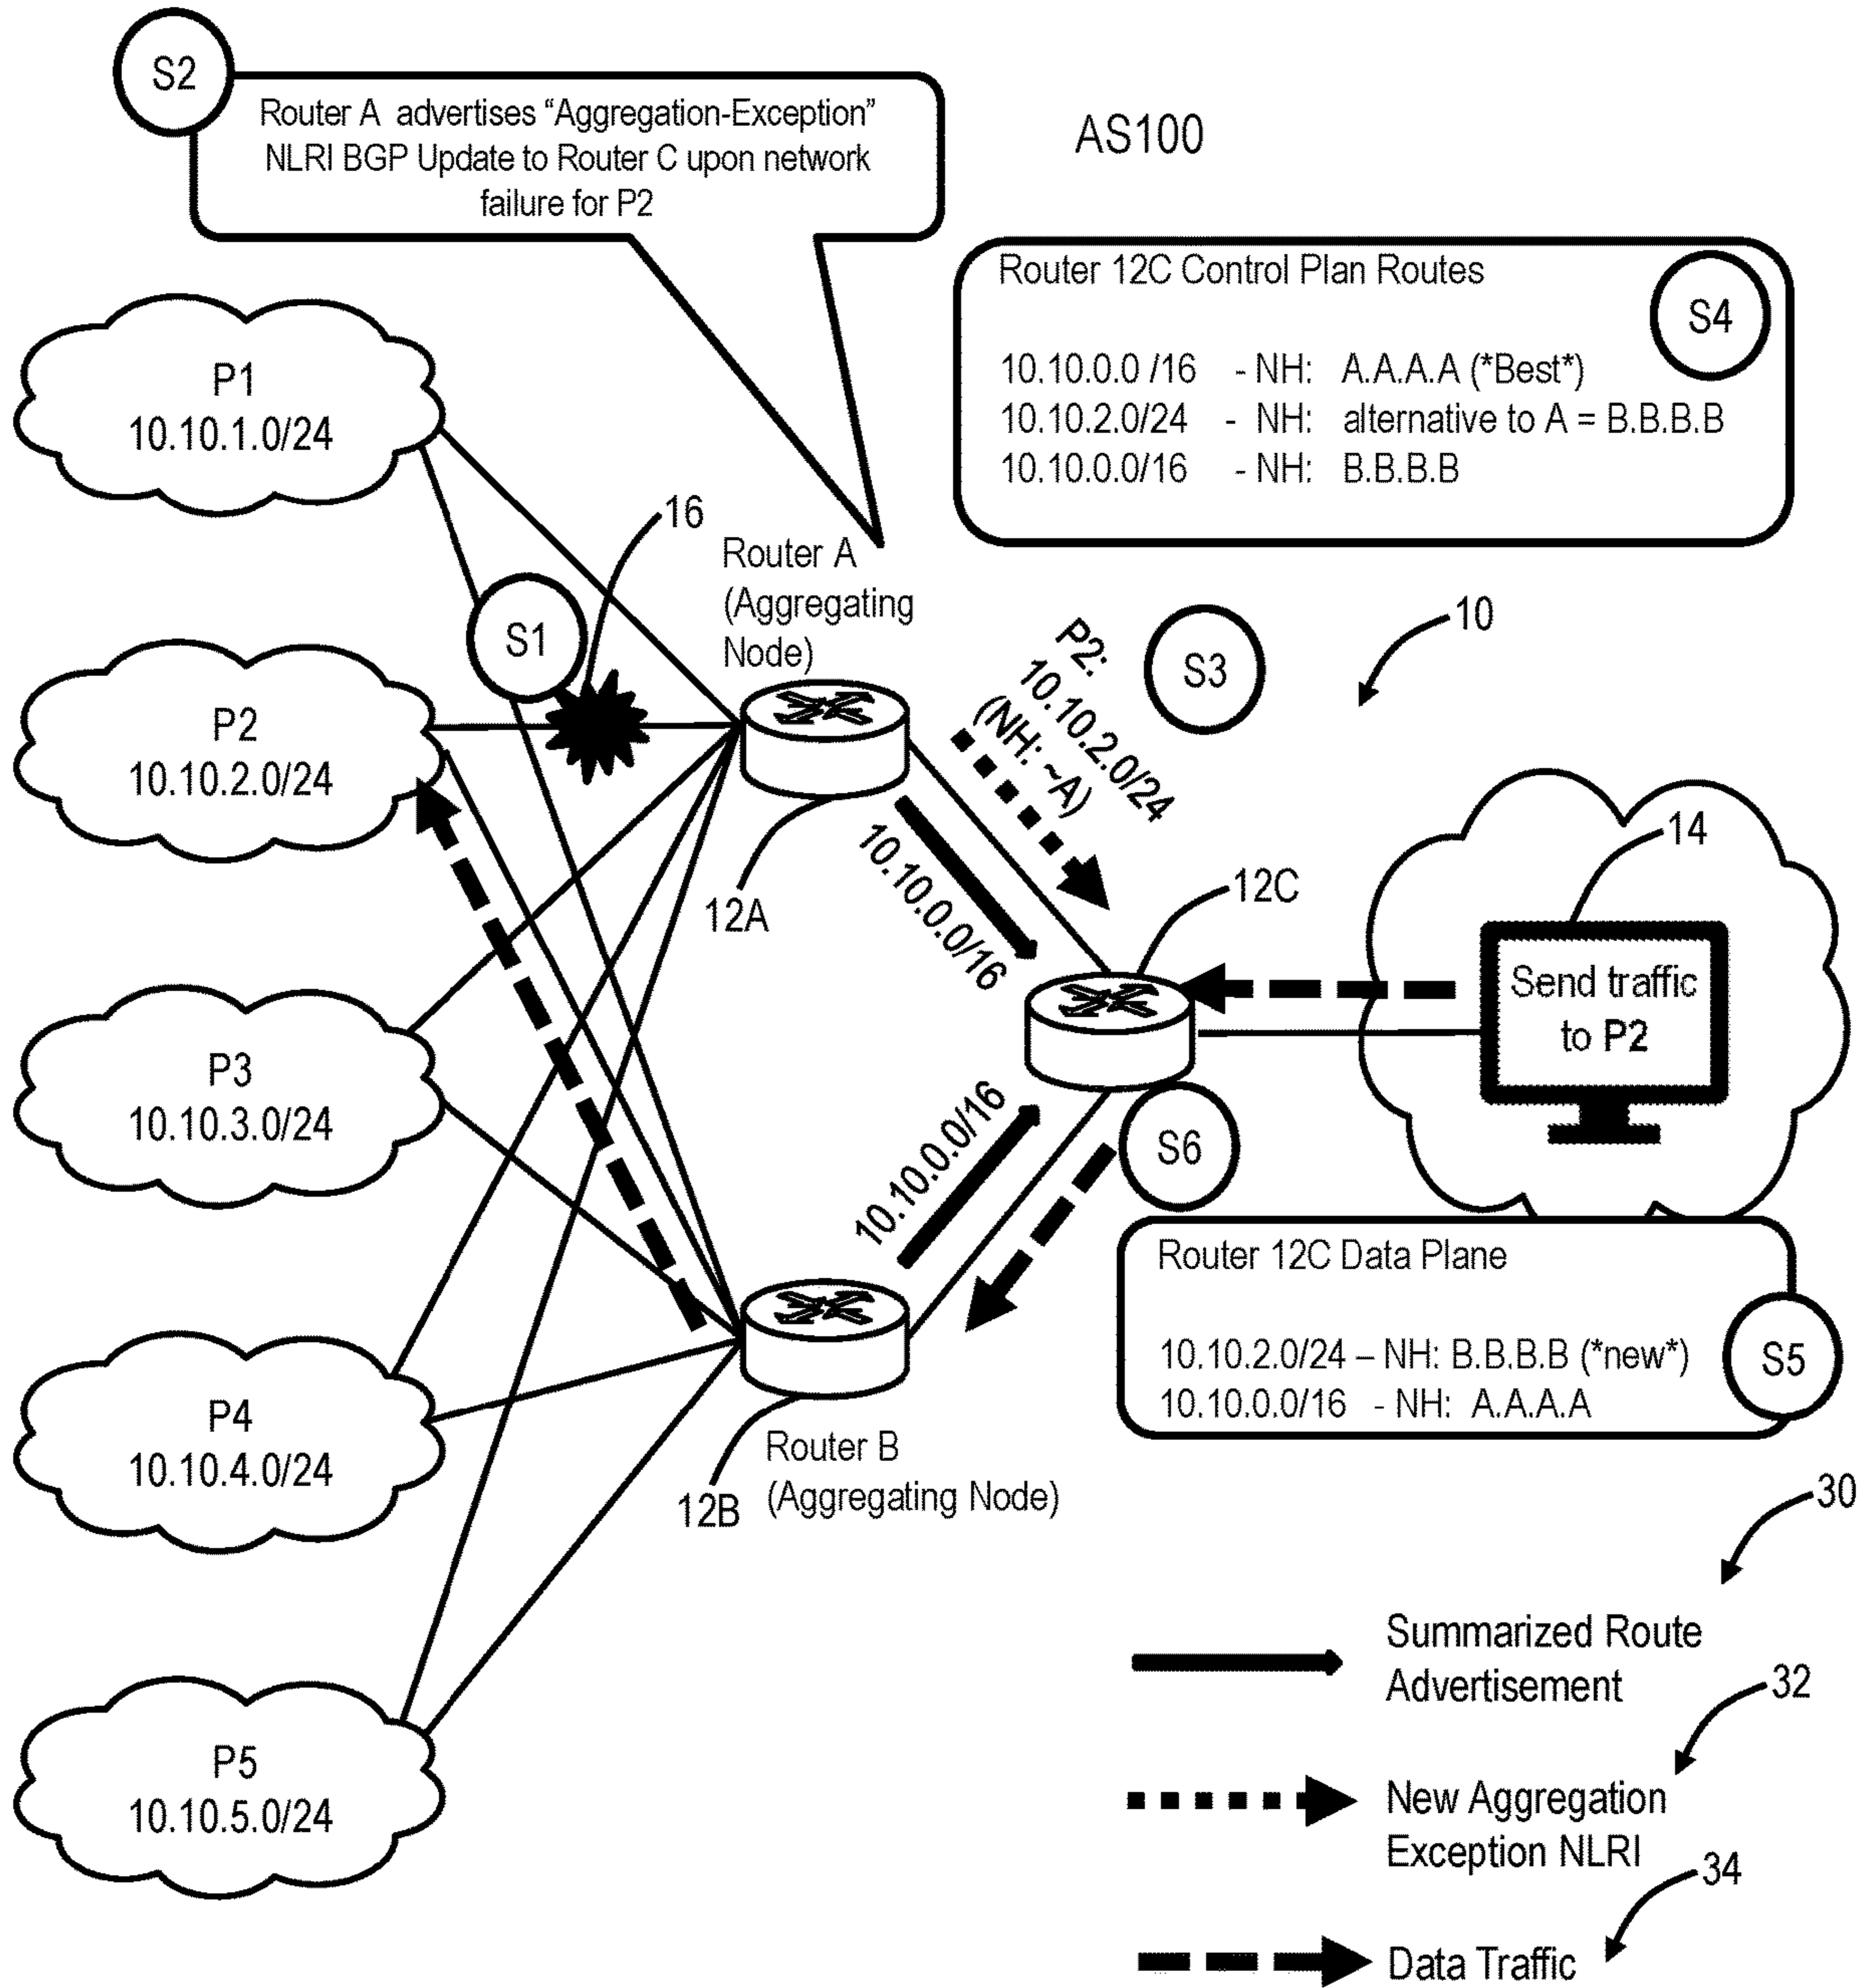 S2
Router A advertises “Aggregation-Exception”
NLRI BGP Update to Router C upon network
failure for P2
AS100
Router 12C Control Plan Routes
S4
10.10.0.0 /16 - NH: A.A.A.A (*Best*)
10.10.2.0/24 - NH: alternative to A = B.B.B.B
10.10.0.0/16 - NH: B.B.B.B
P1
10.10.1.0/24
16
Router A
(Aggregating
Node)
S1
P2:
10.10.2.0/24
(NH: ~A)
S3
10
P2
10.10.2.0/24
12A
10.10.0.0/16
12C
14
Send traffic
to P2
P3
10.10.3.0/24
10.10.0.0/16
S6
Router 12C Data Plane
10.10.2.0/24 – NH: B.B.B.B (*new*)
10.10.0.0/16 - NH: A.A.A.A
S5
P4
10.10.4.0/24
Router B
(Aggregating Node)
12B
30
Summarized Route
Advertisement
32
P5
10.10.5.0/24
New Aggregation
Exception NLRI
34
Data Traffic